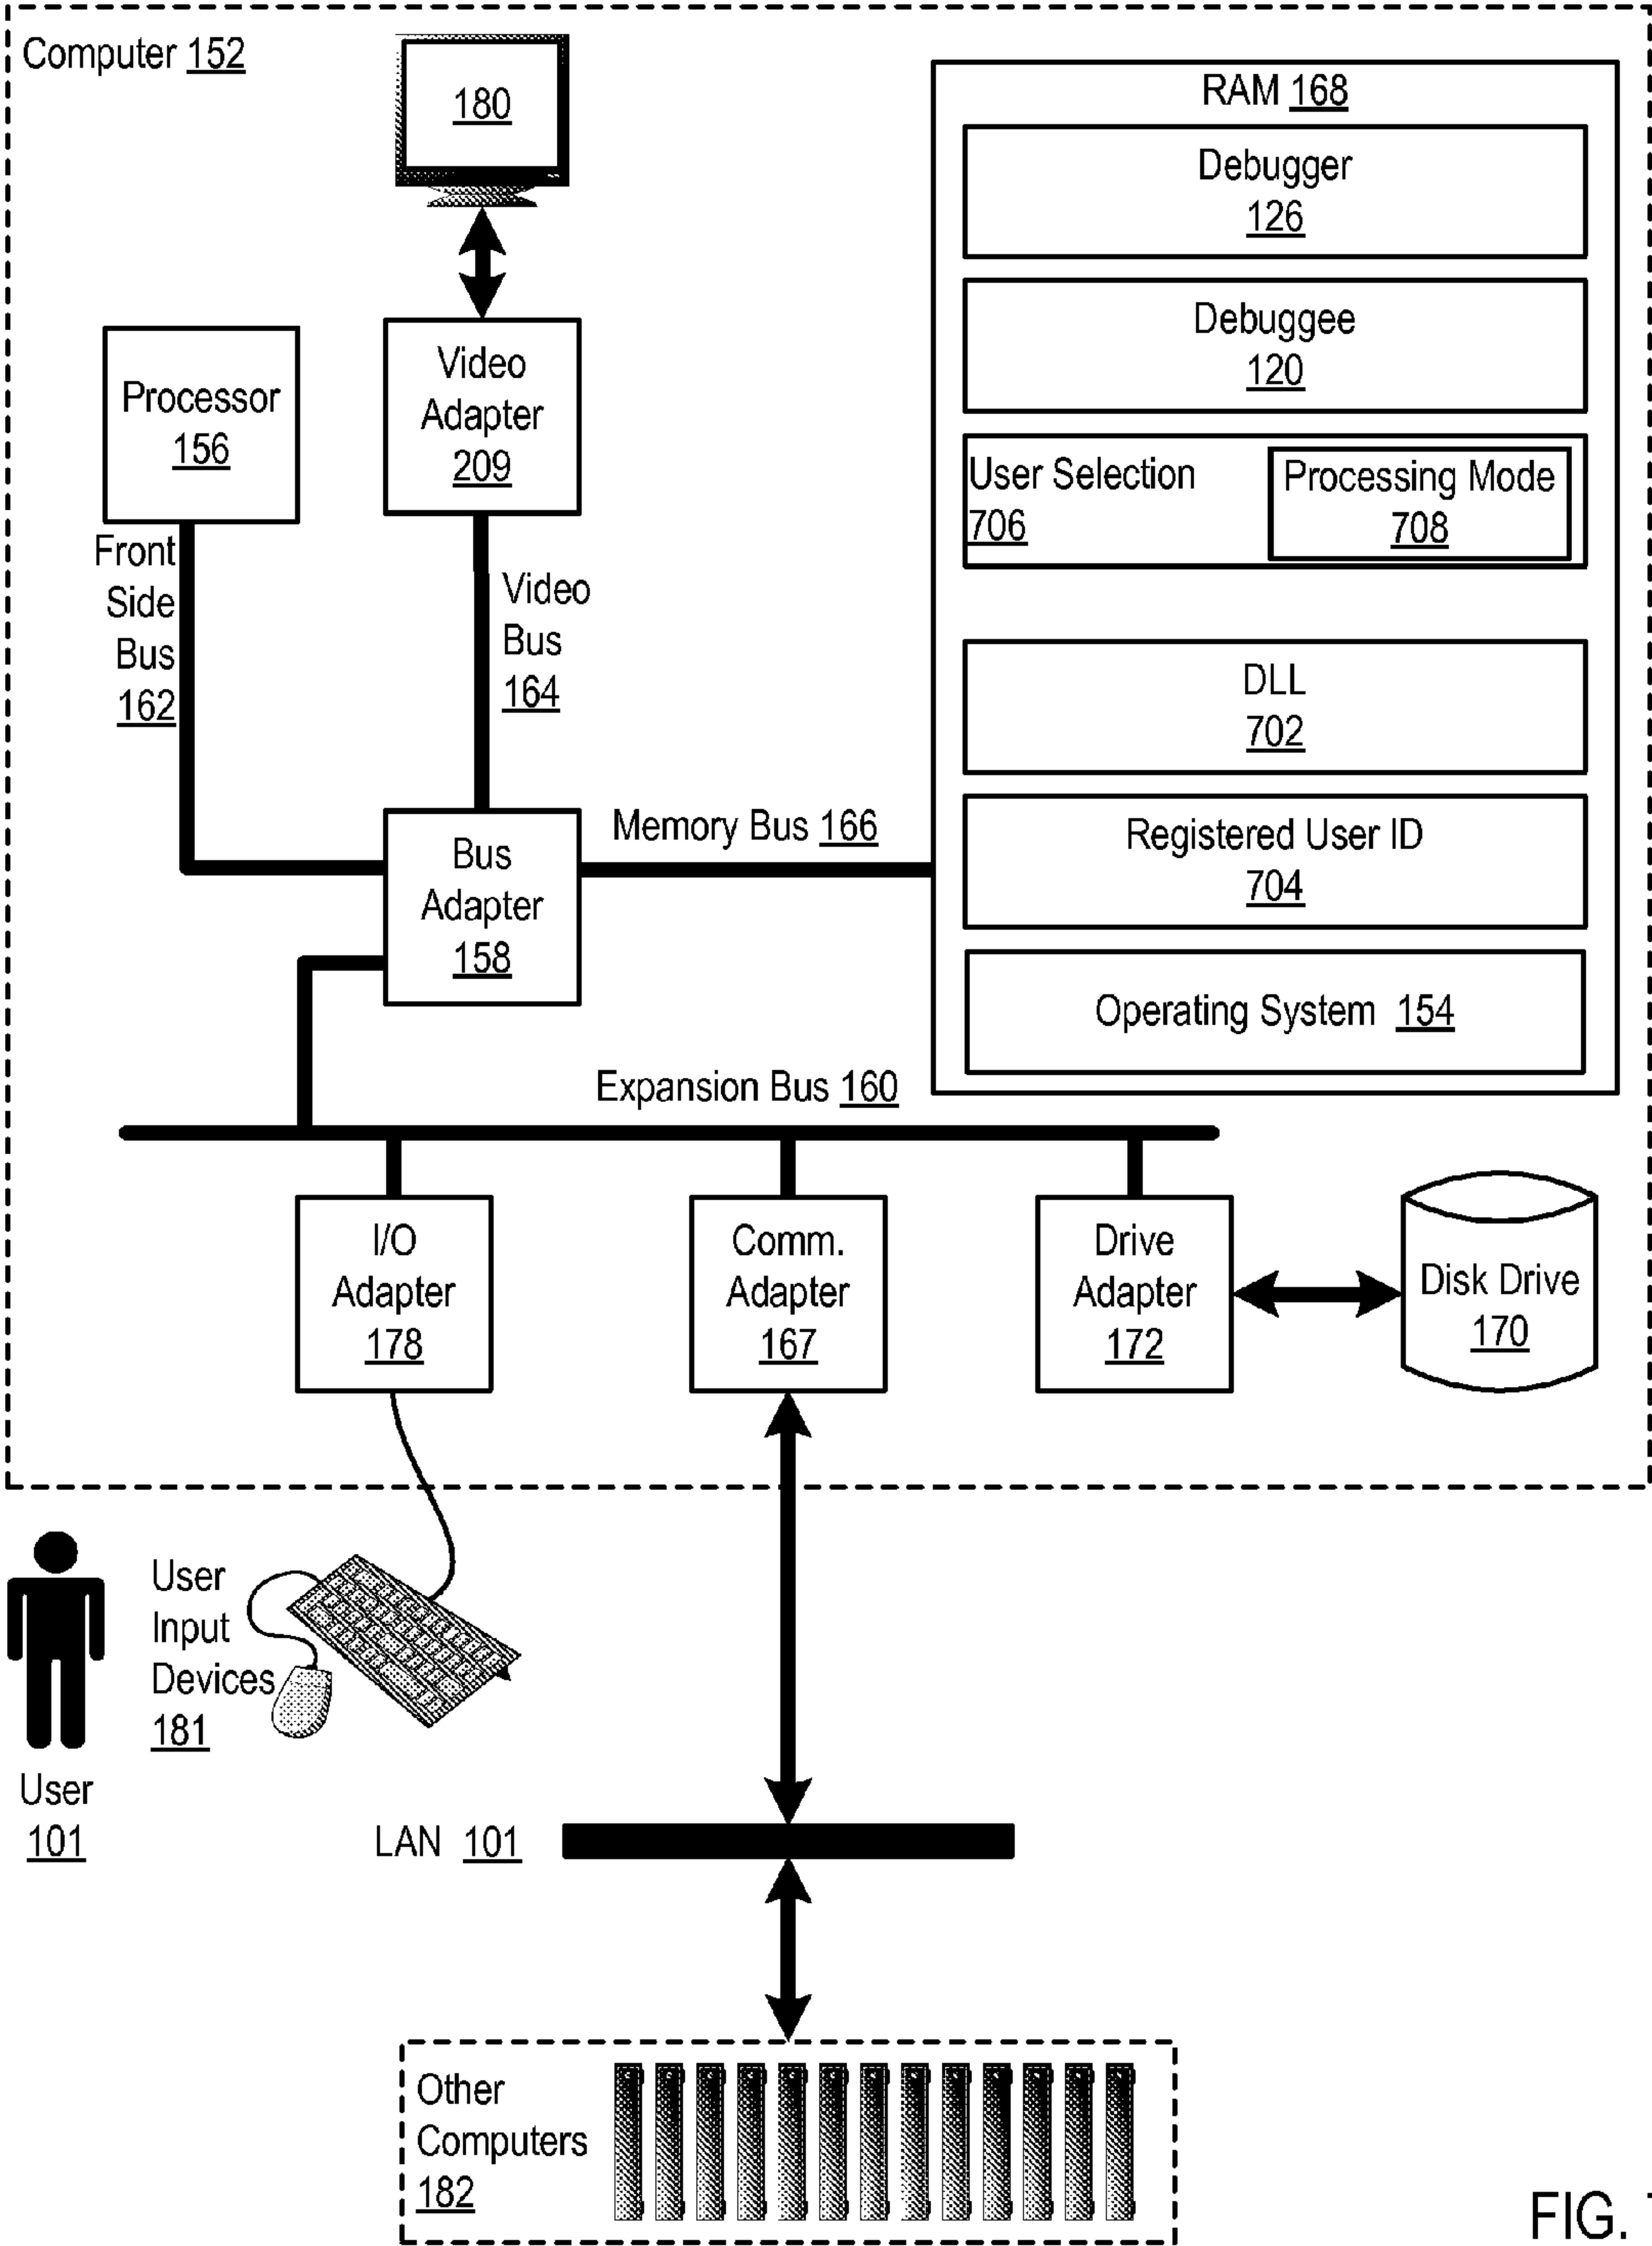 Computer 152
180
RAM 168
Debugger
126
Debuggee
120
User Selection
706
Processing Mode
708
DLL
702
Registered User ID
704
Operating System 154
Processor
156
Video
Adapter
209
Front
Side
Bus
162
Video
Bus
164
Bus
Adapter
158
Memory Bus 166
Expansion Bus 160
I/O
Adapter
178
Comm.
Adapter
167
Drive
Adapter
172
Disk Drive
170
User
Input
Devices
181
User
101
LAN 101
Other
Computers
182
FIG.